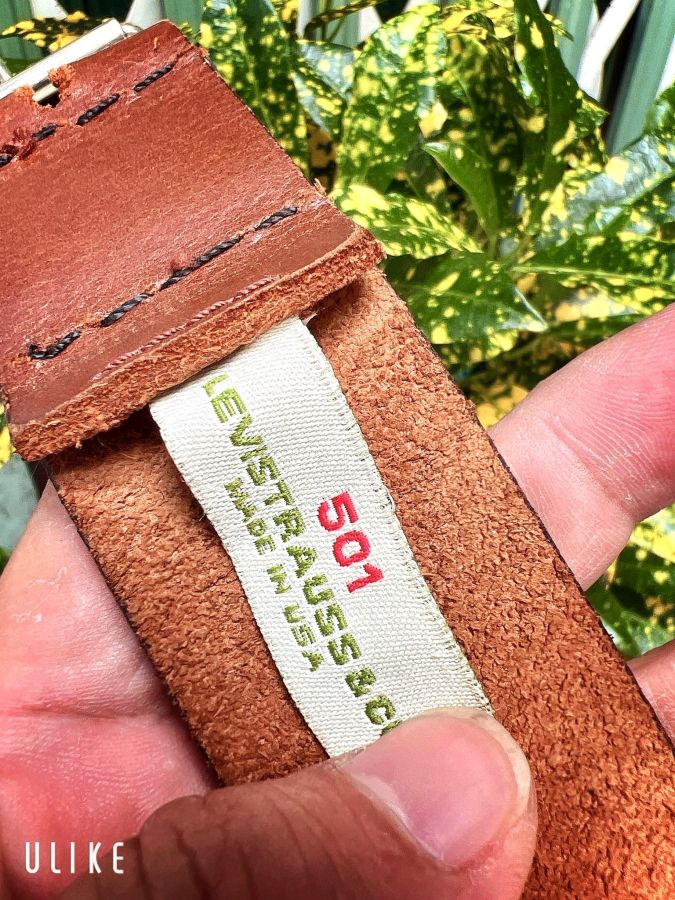 501
LEVI STRAUSS & C
MADE IN USA
ULIKE